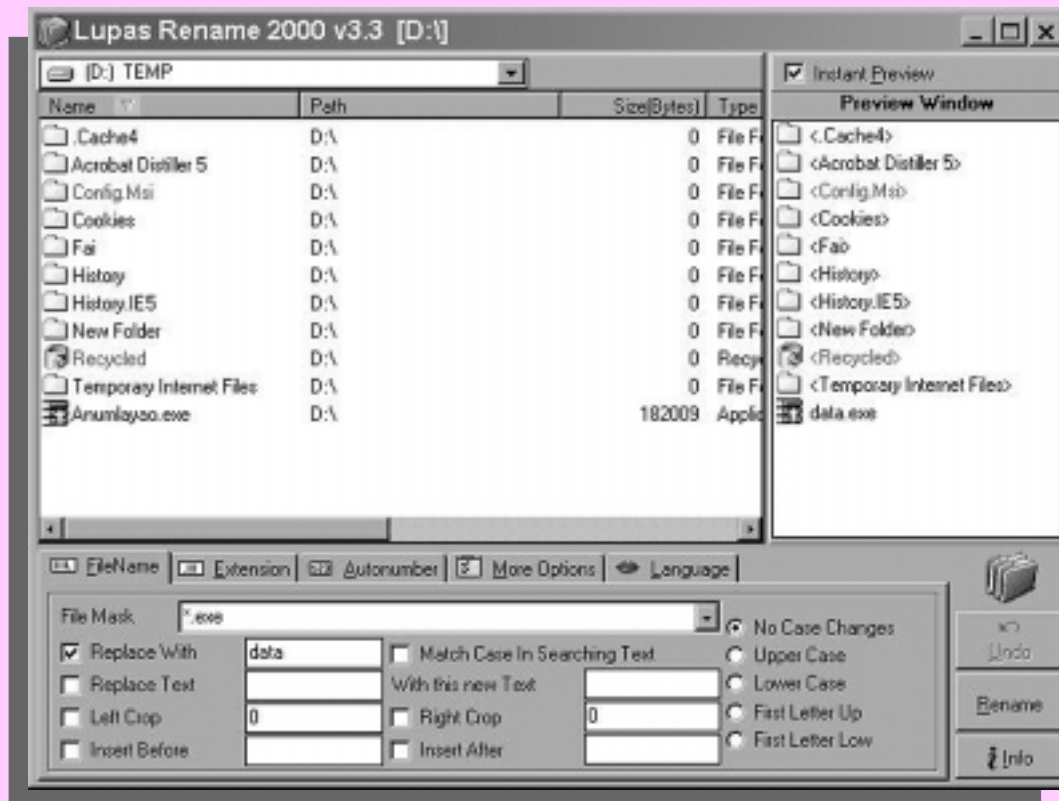 Lupas Rename 2000 v3.3 [D:\]
(D:) TEMP
Instant Preview
Name Path Size(Bytes) Type
Preview Window
.Cache4 D:\ 0 File F
<.Cache4>
Acrobat Distiller 5 D:\ 0 File F
<Acrobat Distiller 5>
Config.Msi D:\ 0 File F
<Config.Msi>
Cookies D:\ 0 File F
<Cookies>
Fai D:\ 0 File F
<Fai>
History D:\ 0 File F
<History>
History.IE5 D:\ 0 File F
<History.IE5>
New Folder D:\ 0 File F
<New Folder>
Recycled D:\ 0 Recy
<Recycled>
Temporary Internet Files D:\ 0 File F
<Temporary Internet Files>
Anumlayao.exe D:\ 182009 Applic
data.exe
FileName Extension Autonumber More Options Language
File Mask *.exe
No Case Changes
Replace With data Match Case In Searching Text
Upper Case
Undo
Replace Text With this new Text
Lower Case
Left Crop 0 Right Crop 0
First Letter Up
Rename
Insert Before Insert After
First Letter Low
Info